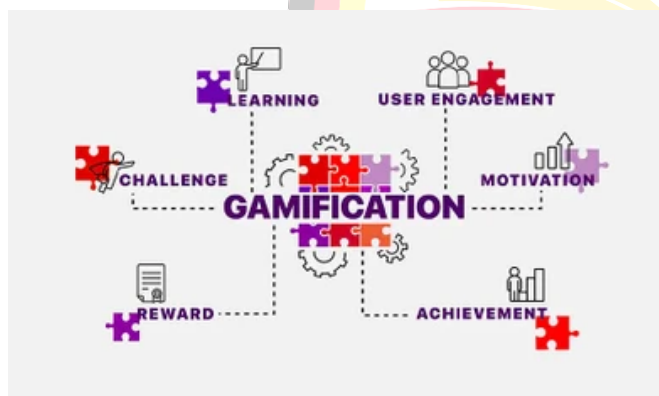 LEARNING
USER ENGAGEMENT
CHALLENGE
MOTIVATION
GAMIFICATION
REWARD
ACHIEVEMENT